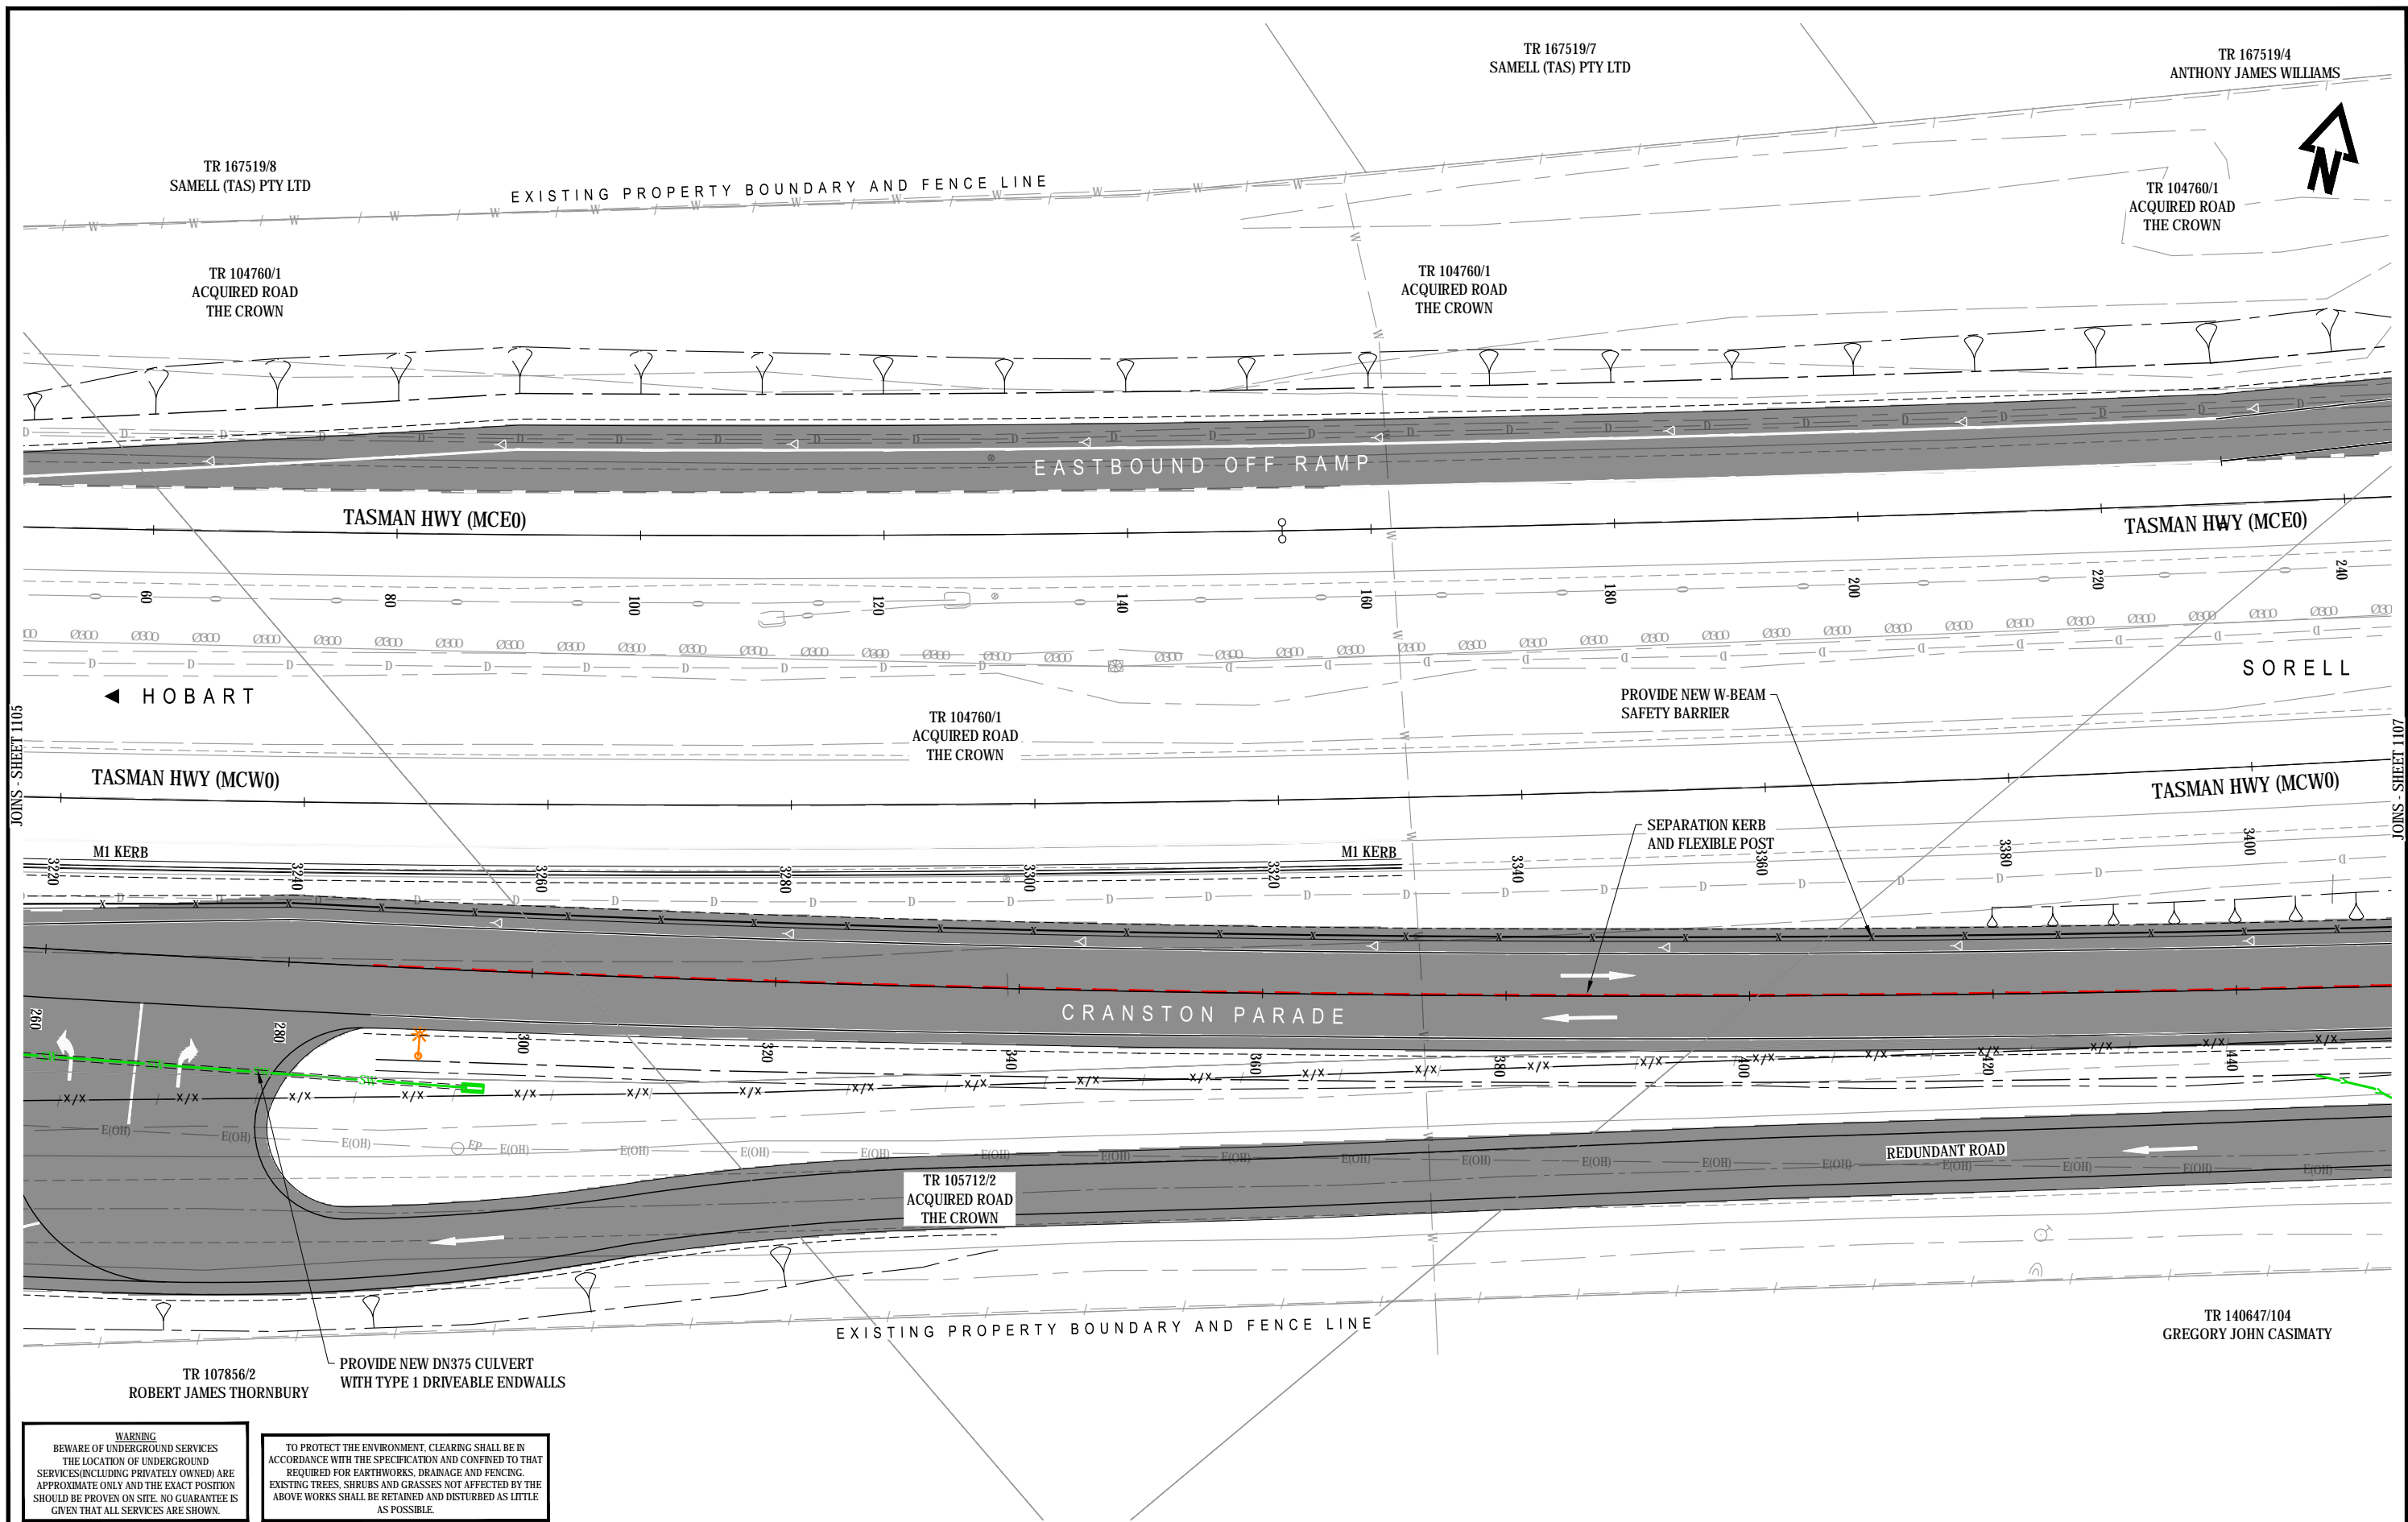 TR 167519/7
SAMELL (TAS) PTY LTD
TR 167519/4
ANTHONY JAMES WILLIAMS
TR 167519/8
SAMELL (TAS) PTY LTD
EXISTING PROPERTY BOUNDARY AND FENCE LINE
N
TR 104760/1
ACQUIRED ROAD
THE CROWN
TR 104760/1
ACQUIRED ROAD
THE CROWN
TR 104760/1
ACQUIRED ROAD
THE CROWN
EASTBOUND OFF RAMP
TASMAN HWY (MCE0)
TASMAN HWY (MCE0)
60
80
100
120
140
160
180
200
220
240
Ø300
HOBART
SORELL
PROVIDE NEW W-BEAM
SAFETY BARRIER
JOINS - SHEET 1105
JOINS - SHEET 1107
TR 104760/1
ACQUIRED ROAD
THE CROWN
TASMAN HWY (MCW0)
TASMAN HWY (MCW0)
SEPARATION KERB
AND FLEXIBLE POST
M1 KERB
M1 KERB
3220
3240
3260
3280
3300
3320
3340
3360
3380
3400
CRANSTON PARADE
260
280
300
320
340
360
380
400
420
440
SW
X/X
E(OH)
EP
REDUNDANT ROAD
TR 105712/2
ACQUIRED ROAD
THE CROWN
EXISTING PROPERTY BOUNDARY AND FENCE LINE
TR 140647/104
GREGORY JOHN CASIMATY
TR 107856/2
ROBERT JAMES THORNBURY
PROVIDE NEW DN375 CULVERT
WITH TYPE 1 DRIVEABLE ENDWALLS
WARNING
BEWARE OF UNDERGROUND SERVICES
THE LOCATION OF UNDERGROUND
SERVICES(INCLUDING PRIVATELY OWNED) ARE
APPROXIMATE ONLY AND THE EXACT POSITION
SHOULD BE PROVEN ON SITE. NO GUARANTEE IS
GIVEN THAT ALL SERVICES ARE SHOWN.
TO PROTECT THE ENVIRONMENT, CLEARING SHALL BE IN
ACCORDANCE WITH THE SPECIFICATION AND CONFINED TO THAT
REQUIRED FOR EARTHWORKS, DRAINAGE AND FENCING.
EXISTING TREES, SHRUBS AND GRASSES NOT AFFECTED BY THE
ABOVE WORKS SHALL BE RETAINED AND DISTURBED AS LITTLE
AS POSSIBLE.